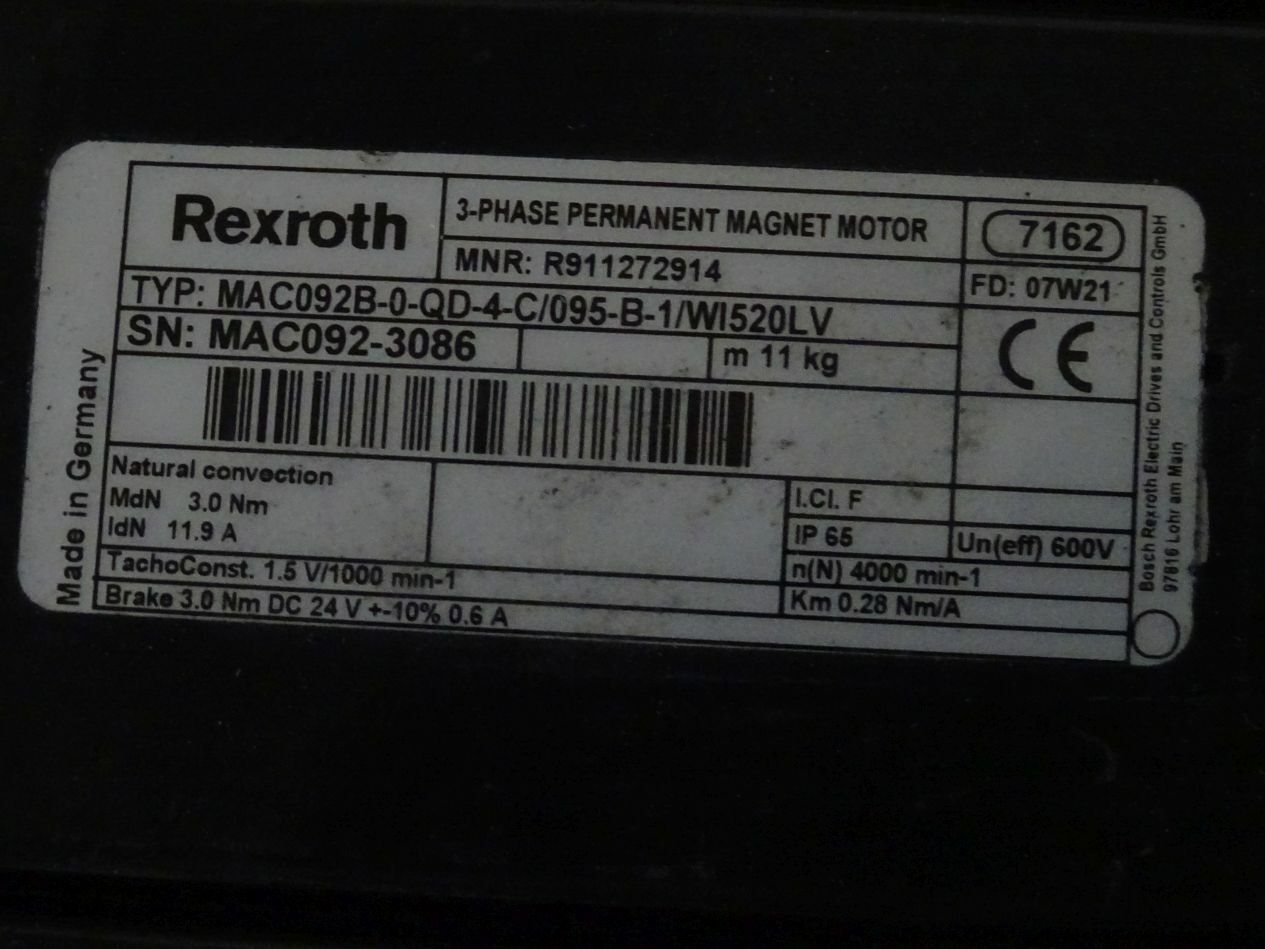 Rexroth
3-PHASE PERMANENT MAGNET MOTOR
7162
MNR: R911272914
FD: 07W21
TYP: MAC092B-0-QD-4-C/095-B-1/WI520LV
SN: MAC092-3086
m 11 kg
CE
Natural convection
MdN 3.0 Nm
IdN 11.9 A
I.Cl. F
IP 65
Un(eff) 600V
TachoConst. 1.5 V/1000 min-1
n(N) 4000 min-1
Brake 3.0 Nm DC 24 V +-10% 0.6 A
Km 0.28 Nm/A
Made in Germany
Bosch Rexroth Electric Drives and Controls GmbH
97816 Lohr am Main